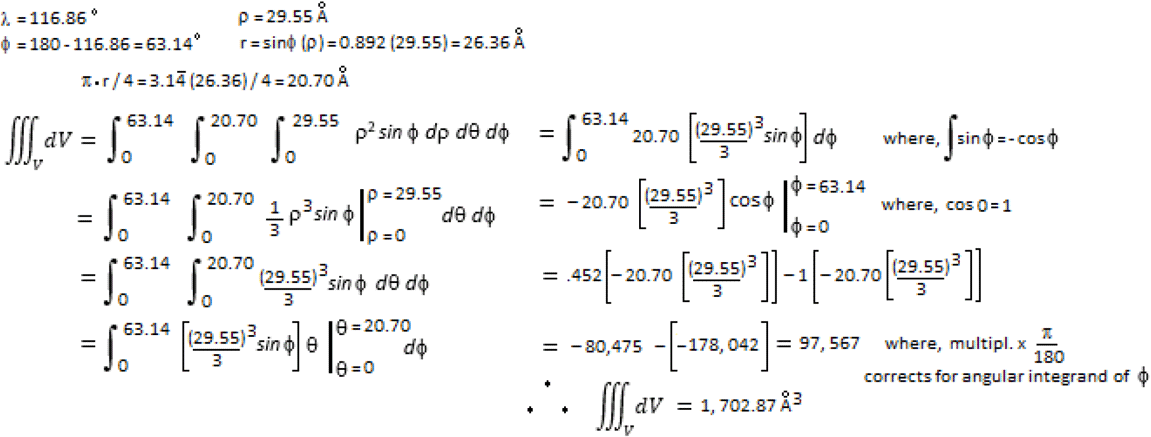 λ = 116.86° ρ = 29.55 Å
ϕ = 180 - 116.86 = 63.14° r = sinϕ (ρ) = 0.892 (29.55) = 26.36 Å
π • r / 4 = 3.14̅ (26.36) / 4 = 20.70 Å
∭_V dV = ∫_0^63.14 ∫_0^20.70 ∫_0^29.55 ρ² sin ϕ dρ dθ dϕ = ∫_0^63.14 20.70 [(29.55)³/3 sin ϕ] dϕ where, ∫sinϕ = -cosϕ
= ∫_0^63.14 ∫_0^20.70 1/3 ρ³ sin ϕ |_{ρ = 0}^{ρ = 29.55} dθ dϕ = -20.70 [(29.55)³/3] cosϕ |_{ϕ = 0}^{ϕ = 63.14} where, cos 0 = 1
= ∫_0^63.14 ∫_0^20.70 (29.55)³/3 sin ϕ dθ dϕ = .452[-20.70 [(29.55)³/3]] - 1 [-20.70 [(29.55)³/3]]
= ∫_0^63.14 [(29.55)³/3 sin ϕ] θ |_{θ = 0}^{θ = 20.70} dϕ = -80,475 - [-178,042] = 97,567 where, multipl. x π/180
corrects for angular integrand of ϕ
∴ ∭_V dV = 1,702.87 Å³